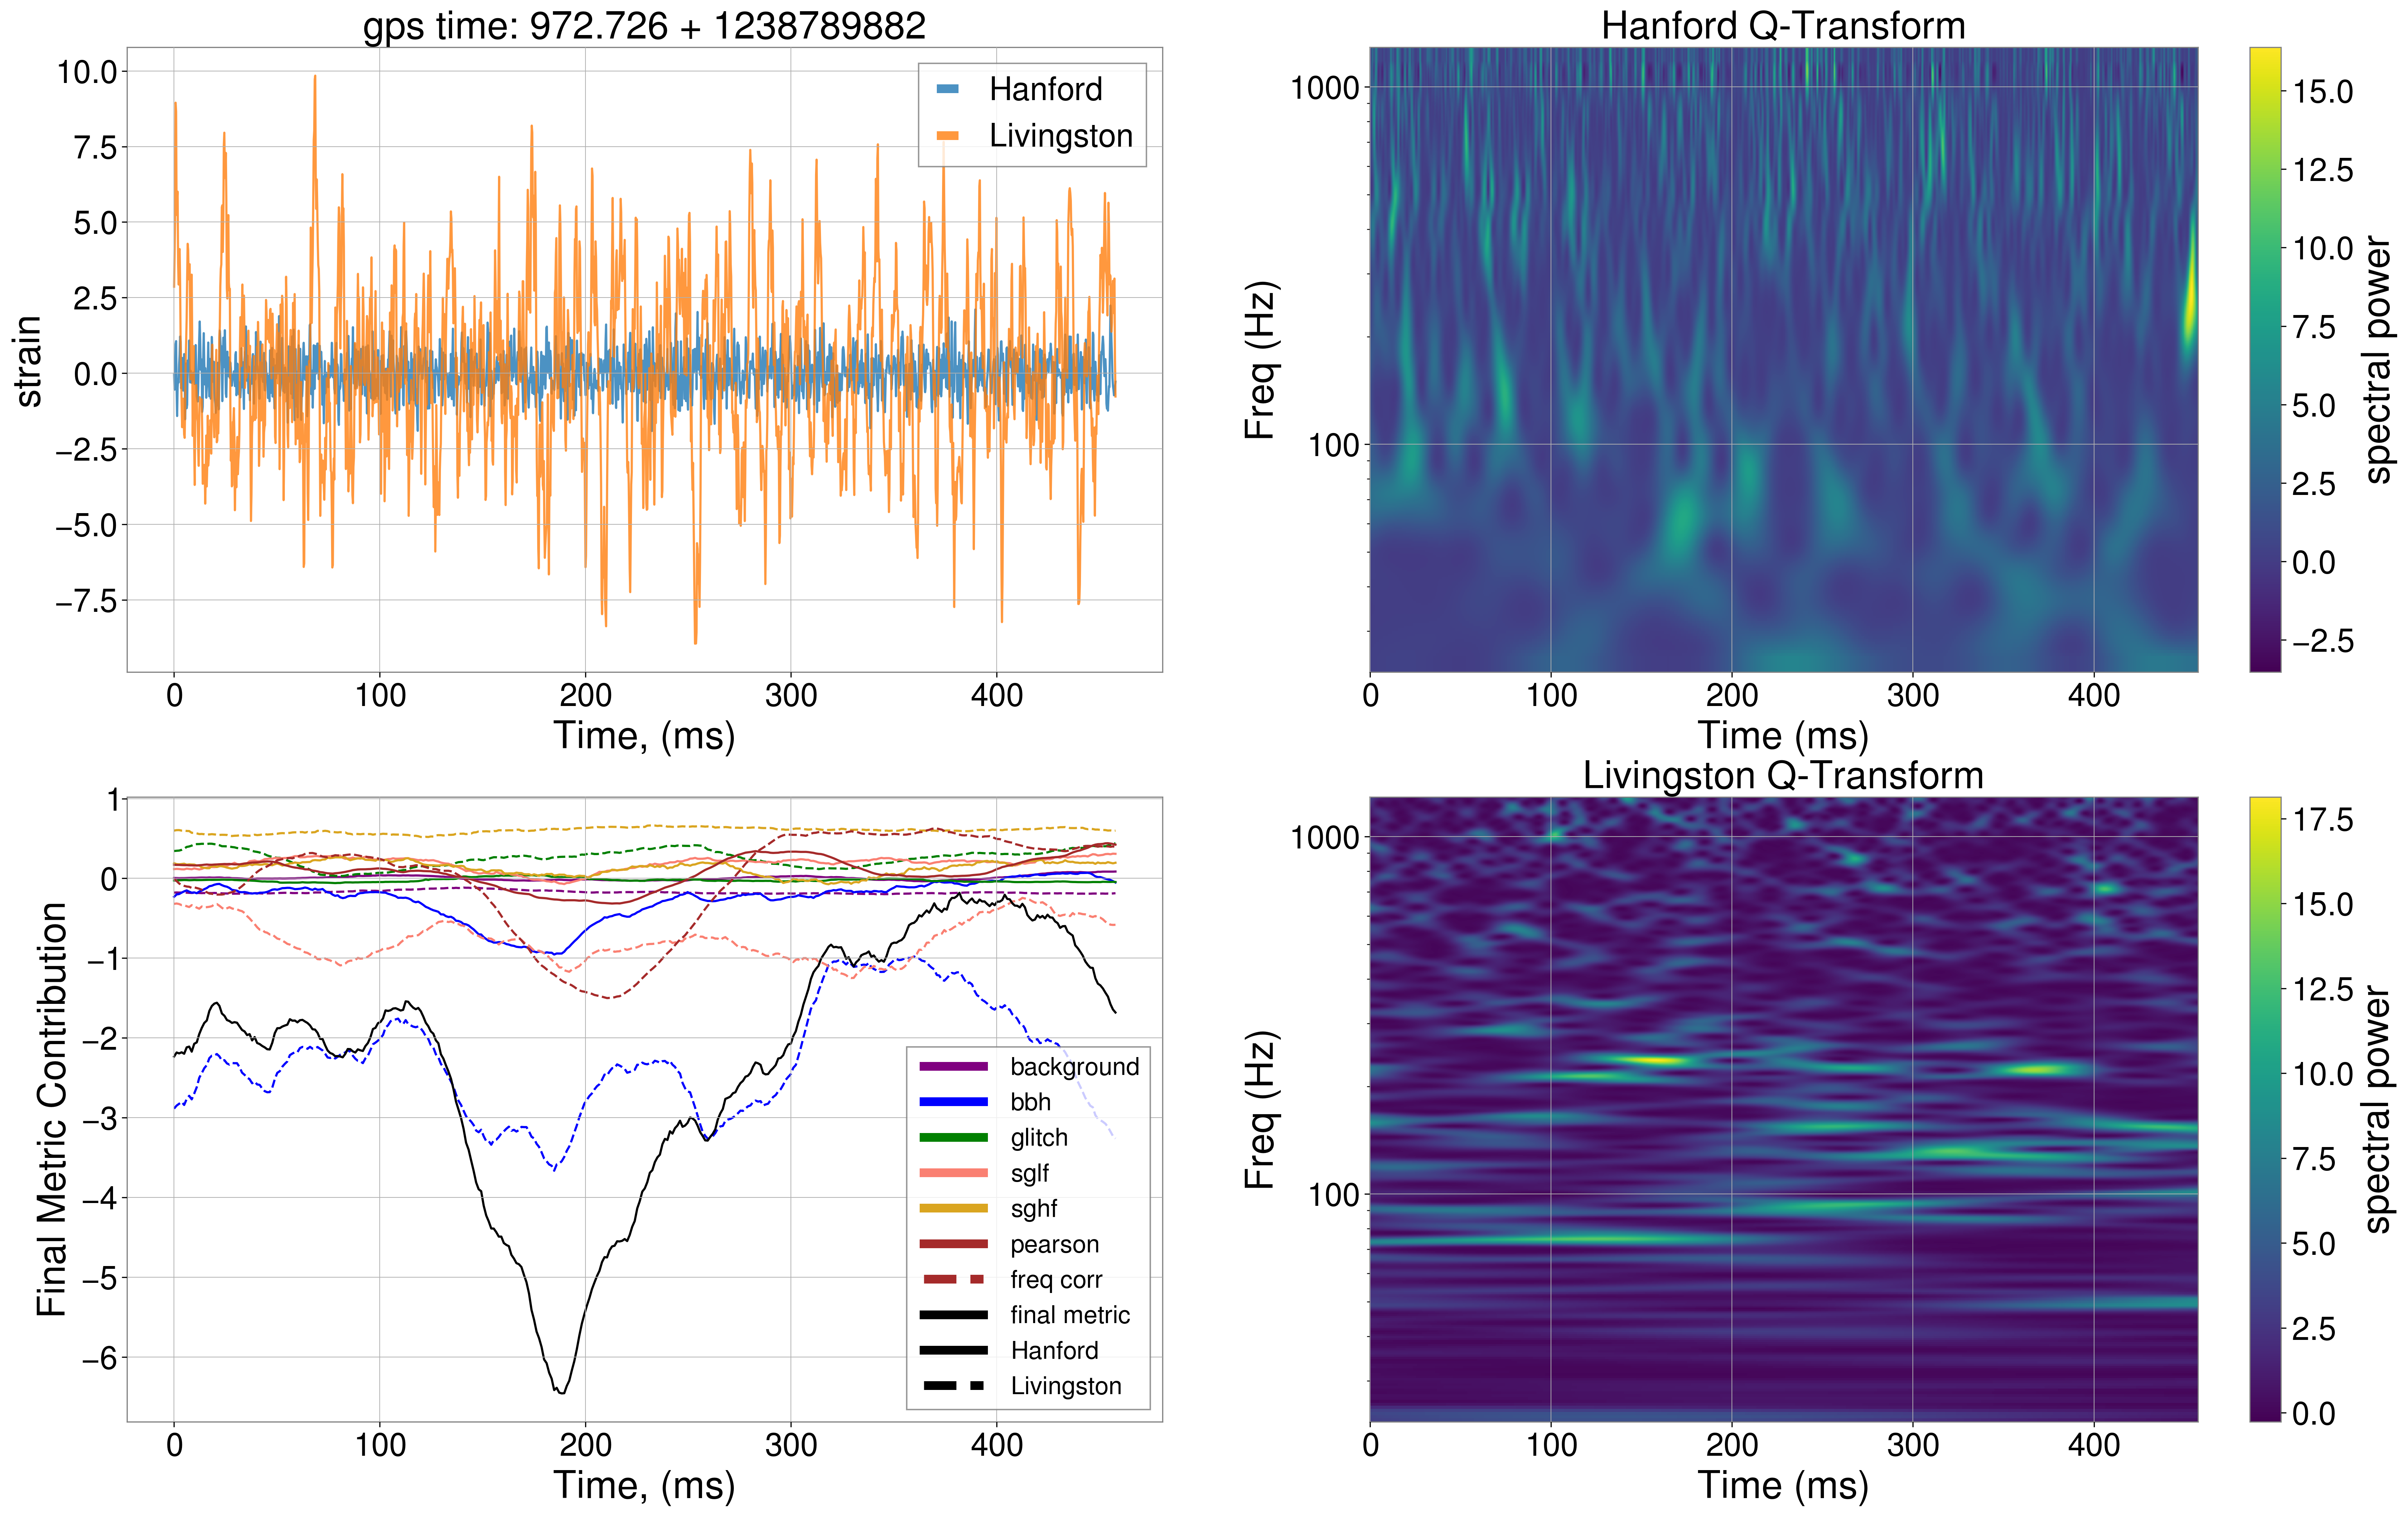 gps time: 972.726 + 1238789882
10.0
7.5
5.0
2.5
0.0
−2.5
−5.0
−7.5
strain
Hanford
Livingston
0 100 200 300 400
Time, (ms)
Hanford Q-Transform
1000
100
Freq (Hz)
0 100 200 300 400
Time (ms)
15.0
12.5
10.0
7.5
5.0
2.5
0.0
−2.5
spectral power
1
0
−1
−2
−3
−4
−5
−6
Final Metric Contribution
background
bbh
glitch
sglf
sghf
pearson
freq corr
final metric
Hanford
Livingston
0 100 200 300 400
Time, (ms)
Livingston Q-Transform
1000
100
Freq (Hz)
0 100 200 300 400
Time (ms)
17.5
15.0
12.5
10.0
7.5
5.0
2.5
0.0
spectral power